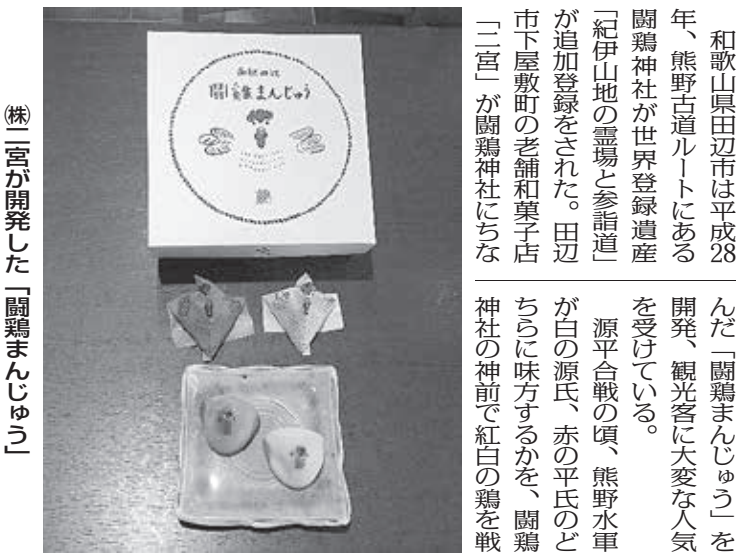 和歌山県田辺市は平成28
年、熊野古道ルートにある
闘鶏神社が世界登録遺産
「紀伊山地の霊場と参詣道」
が追加登録をされた。田辺
市下屋敷町の老舗和菓子店
「二宮」が闘鶏神社にちな
んだ「闘鶏まんじゅう」を
開発、観光客に大変な人気
を受けている。
源平合戦の頃、熊野水軍
が白の源氏、赤の平氏のど
ちらに味方するかを、闘鶏
神社の神前で紅白の鶏を戦
闘鶏まんじゅう
㈱二宮が開発した「闘鶏まんじゅう」